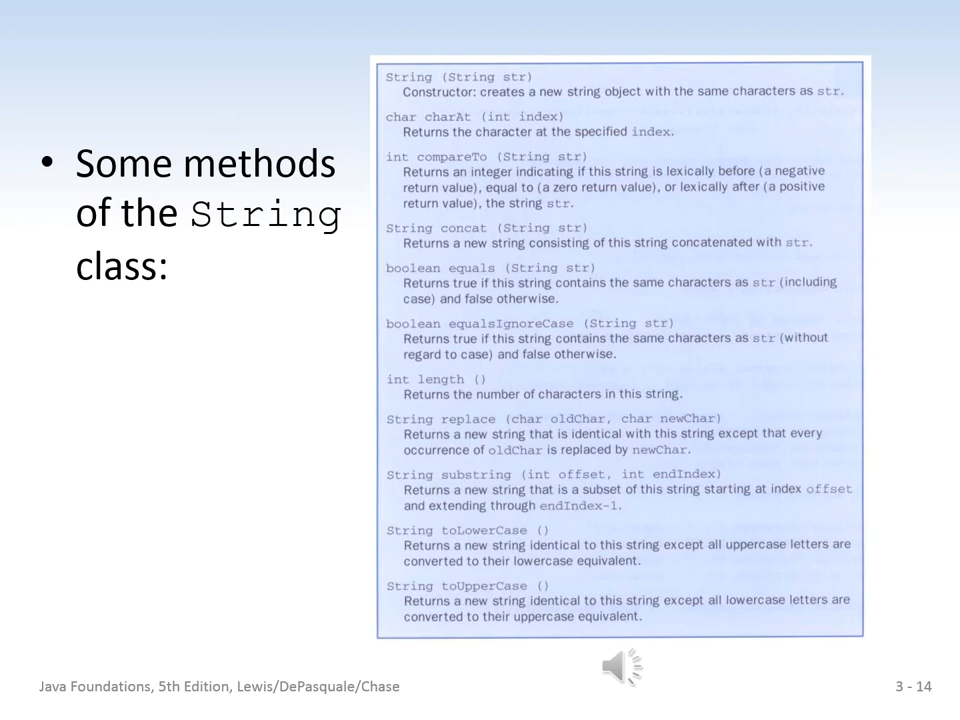 • Some methods
of the String
class:
String (String str)
Constructor: creates a new string object with the same characters as str.
char charAt (int index)
Returns the character at the specified index.
int compareTo (String str)
Returns an integer indicating if this string is lexically before (a negative
return value), equal to (a zero return value), or lexically after (a positive
return value), the string str.
String concat (String str)
Returns a new string consisting of this string concatenated with str.
boolean equals (String str)
Returns true if this string contains the same characters as str (including
case) and false otherwise.
boolean equalsIgnoreCase (String str)
Returns true if this string contains the same characters as str (without
regard to case) and false otherwise.
int length ()
Returns the number of characters in this string.
String replace (char oldChar, char newChar)
Returns a new string that is identical with this string except that every
occurrence of oldChar is replaced by newChar.
String substring (int offset, int endIndex)
Returns a new string that is a subset of this string starting at index offset
and extending through endIndex-1.
String toLowerCase ()
Returns a new string identical to this string except all uppercase letters are
converted to their lowercase equivalent.
String toUpperCase ()
Returns a new string identical to this string except all lowercase letters are
converted to their uppercase equivalent.
Java Foundations, 5th Edition, Lewis/DePasquale/Chase
3 - 14